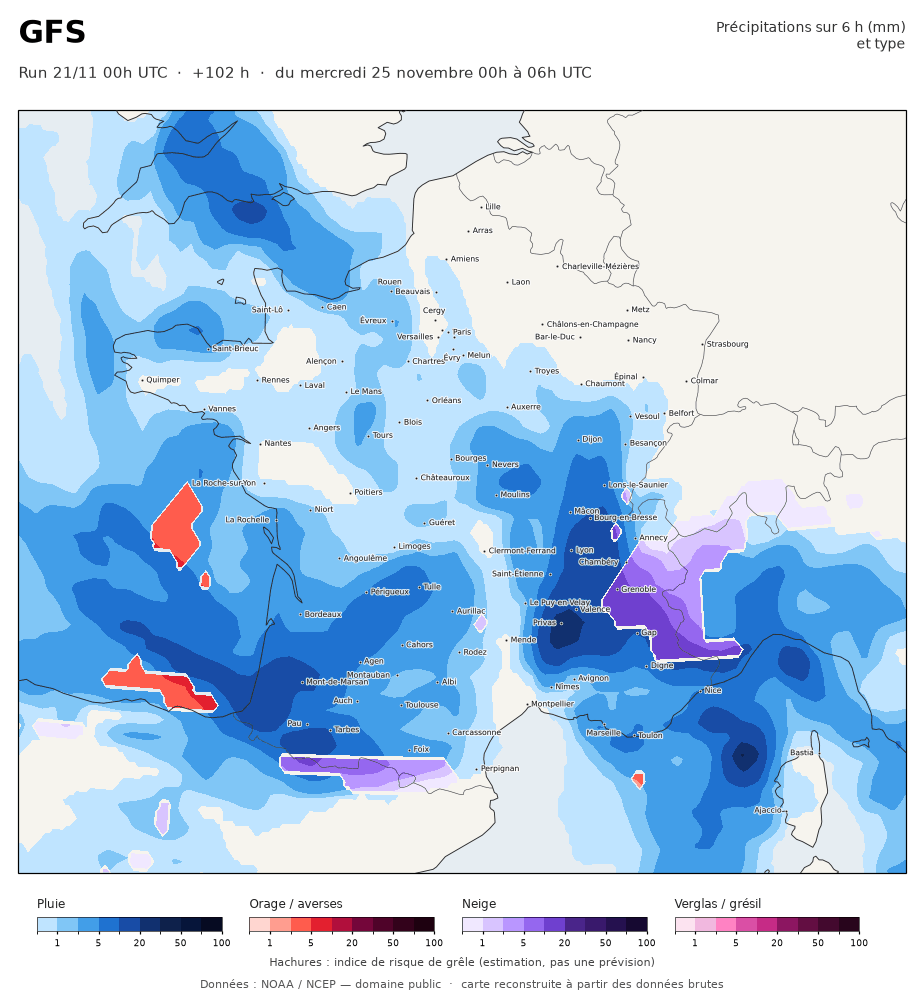 GFS
Précipitations sur 6 h (mm)
et type
Run 21/11 00h UTC · +102 h · du mercredi 25 novembre 00h à 06h UTC
Lille
Arras
Amiens
Charleville-Mézières
Rouen
Laon
Beauvais
Saint-Lô
Caen
Cergy
Metz
Évreux
Châlons-en-Champagne
Paris
Versailles
Bar-le-Duc
Nancy
Strasbourg
Saint-Brieuc
Évry
Melun
Alençon
Chartres
Troyes
Épinal
Quimper
Rennes
Laval
Chaumont
Colmar
Le Mans
Orléans
Vannes
Auxerre
Vesoul
Belfort
Blois
Angers
Tours
Dijon
Nantes
Besançon
Bourges
Nevers
La Roche-sur-Yon
Châteauroux
Lons-le-Saunier
Poitiers
Moulins
Niort
Mâcon
La Rochelle
Guéret
Bourg-en-Bresse
Annecy
Limoges
Clermont-Ferrand
Lyon
Angoulême
Chambéry
Saint-Étienne
Tulle
Périgueux
Grenoble
Le Puy-en-Velay
Valence
Bordeaux
Aurillac
Privas
Gap
Cahors
Mende
Rodez
Agen
Digne
Montauban
Mont-de-Marsan
Albi
Avignon
Nîmes
Nice
Auch
Toulouse
Montpellier
Pau
Tarbes
Carcassonne
Marseille
Toulon
Foix
Bastia
Perpignan
Ajaccio
Pluie
Orage / averses
Neige
Verglas / grésil
1 5 20 50 100
1 5 20 50 100
1 5 20 50 100
1 5 20 50 100
Hachures : indice de risque de grêle (estimation, pas une prévision)
Données : NOAA / NCEP — domaine public · carte reconstruite à partir des données brutes